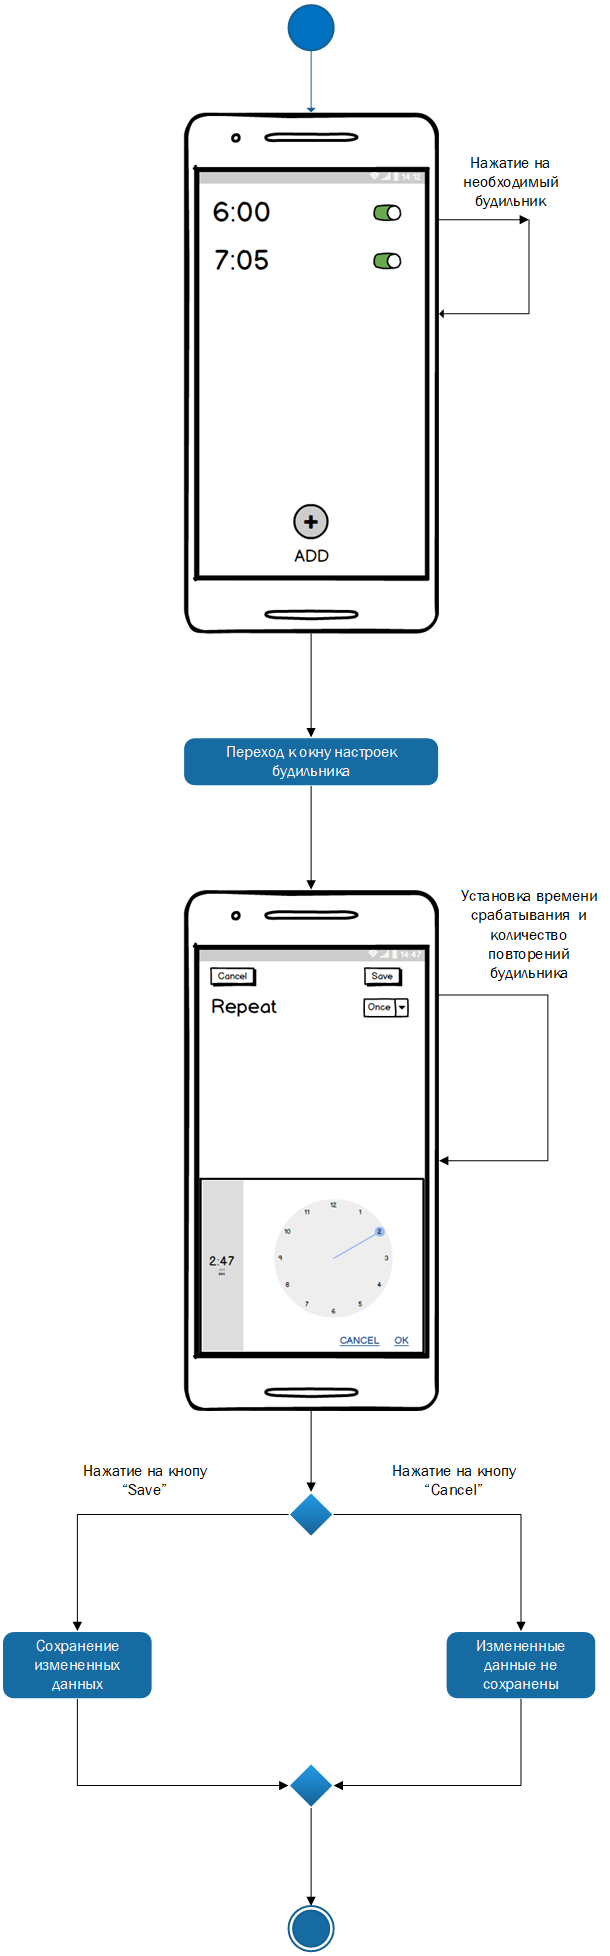 14:12
Нажатие на
необходимый
будильник
6:00
7:05
ADD
Переход к окну настроек
будильника
Установка времени
срабатывания и
количество
повторений
будильника
14:47
Cancel
Save
Repeat
Once
12
11
1
10
2
2:47
9
3
8
4
7
5
6
CANCEL
OK
Нажатие на кнопу
“Save”
Нажатие на кнопу
“Cancel”
Сохранение
измененных
данных
Измененные
данные не
сохранены